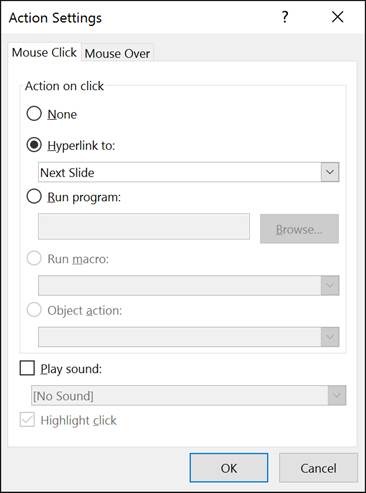 Action Settings ? ×
Mouse Click Mouse Over
Action on click
None
Hyperlink to:
Next Slide
Run program:
Browse...
Run macro:
Object action:
Play sound:
[No Sound]
Highlight click
OK Cancel